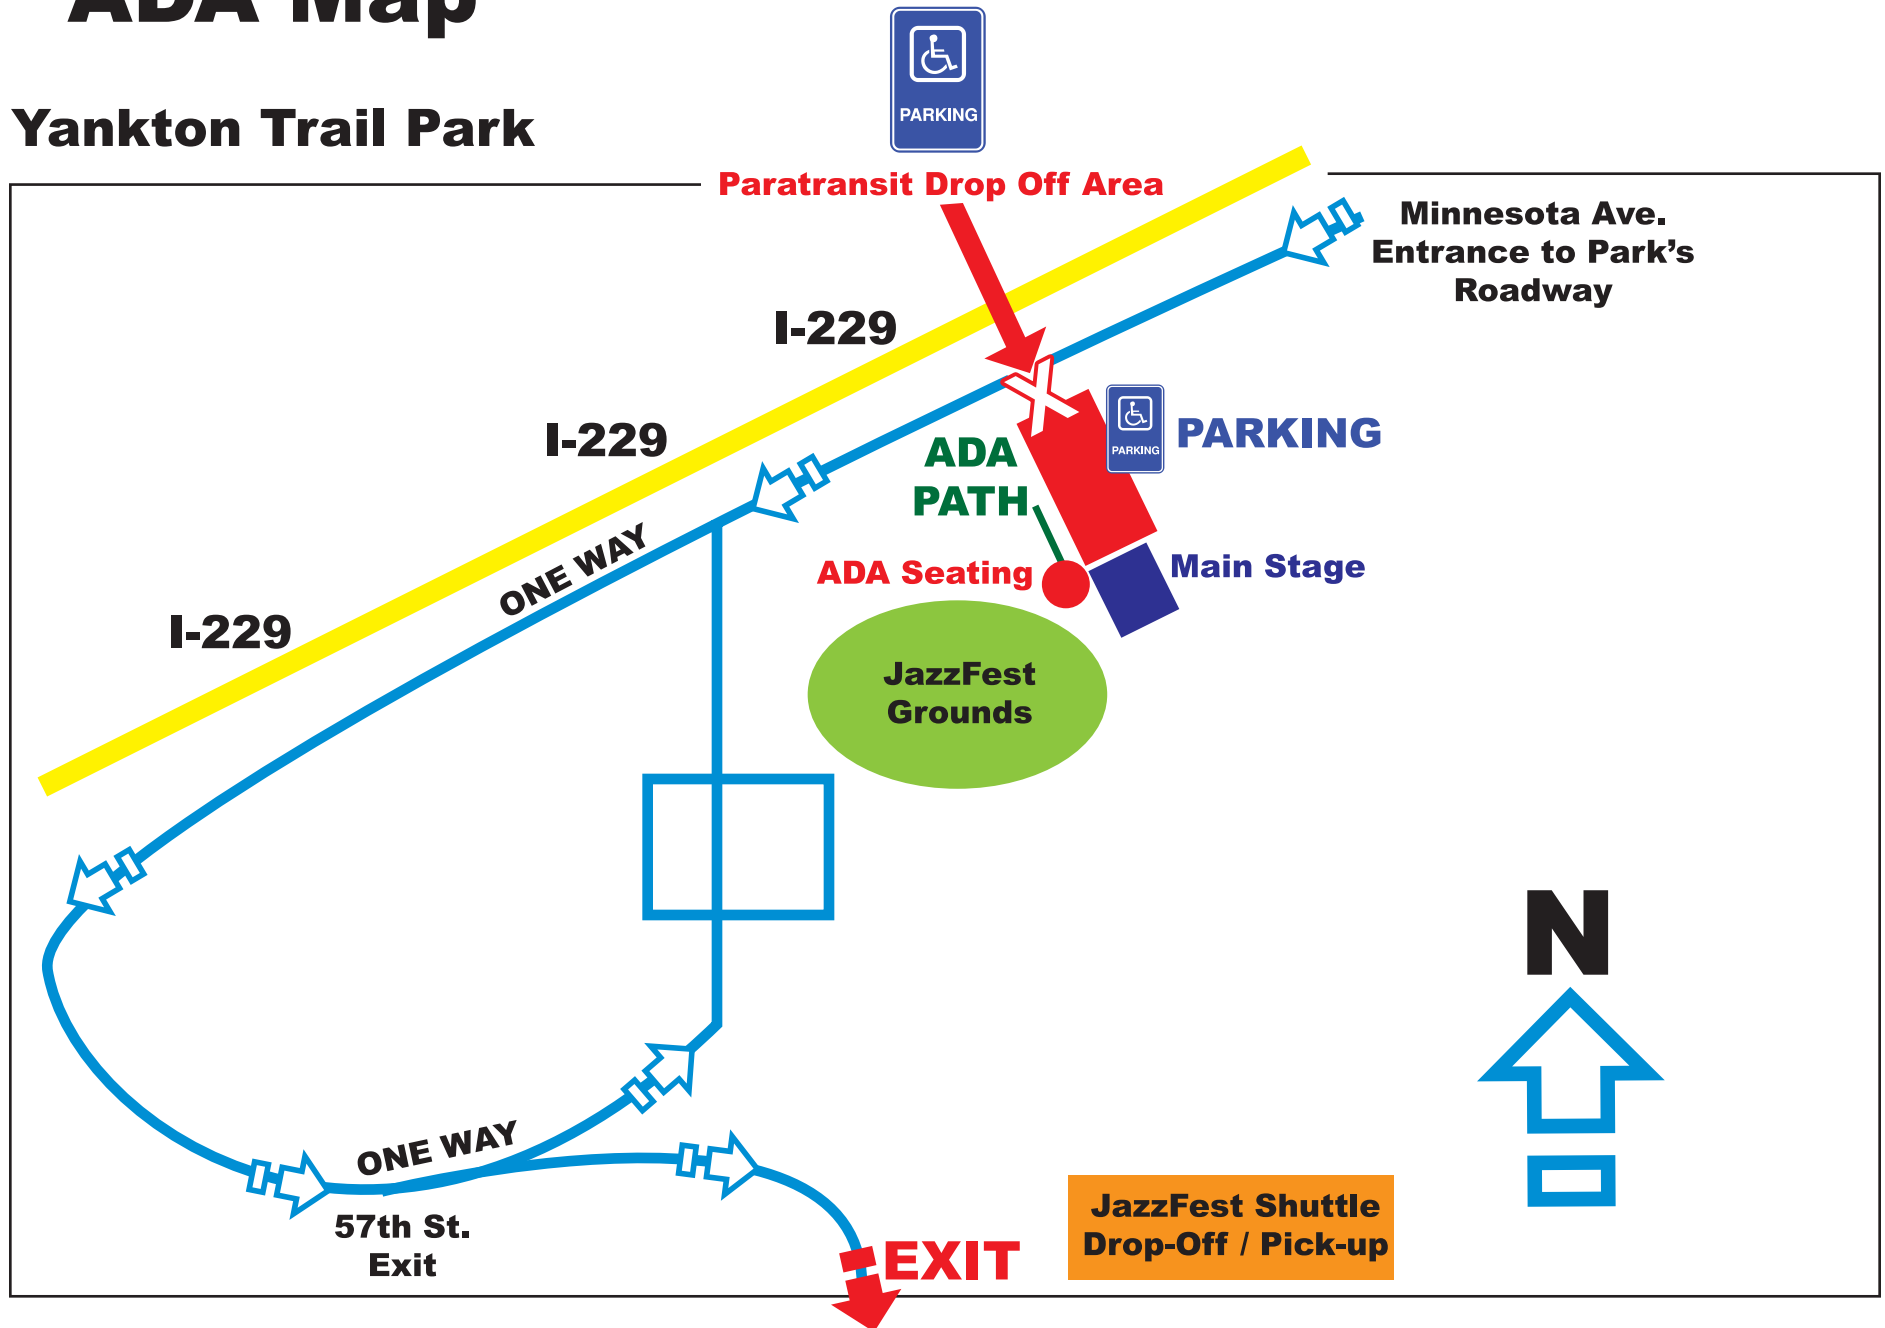 ADA Map
PARKING
Yankton Trail Park
Paratransit Drop Off Area
Minnesota Ave.
Entrance to Park's
Roadway
I-229
I-229
I-229
PARKING
PARKING
ADA
PATH
ONE WAY
ADA Seating
Main Stage
JazzFest
Grounds
N
ONE WAY
57th St.
Exit
EXIT
JazzFest Shuttle
Drop-Off / Pick-up